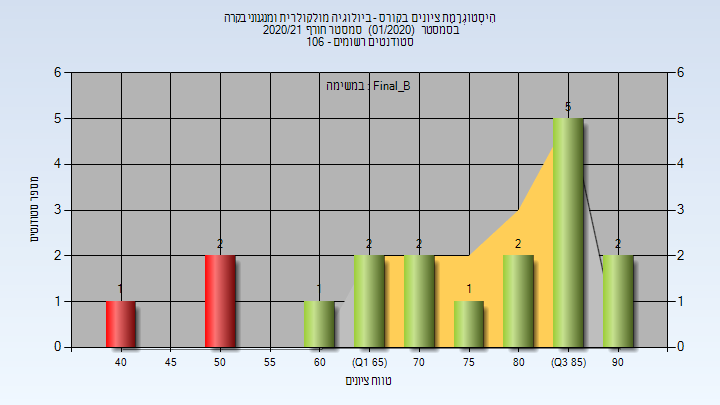 הִיסְטוֹגְרָמַת ציונים בקורס - ביולוגיה מולקולרית ומנגנוני בקרה
בסמסטר (01/2020) סמסטר חורף 2020/21
סטודנטים רשומים - 106
במשימה : Final_B
מספר סטודנטים
6 6
5 5
4 4
3 3
2 2
1 1
0 0
1 2 1 2 2 1 2 5 2
40 45 50 55 60 (Q1 65) 70 75 80 (Q3 85) 90
טווח ציונים